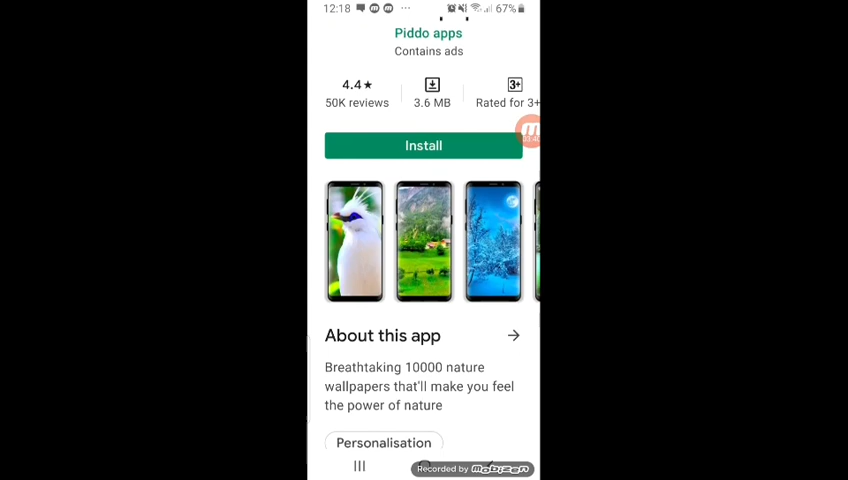 12:18 67%
Piddo apps
Contains ads
4.4★
50K reviews
3.6 MB
3+
Rated for 3+
Install
About this app
Breathtaking 10000 nature
wallpapers that'll make you feel
the power of nature
Personalisation
Recorded by mobizen